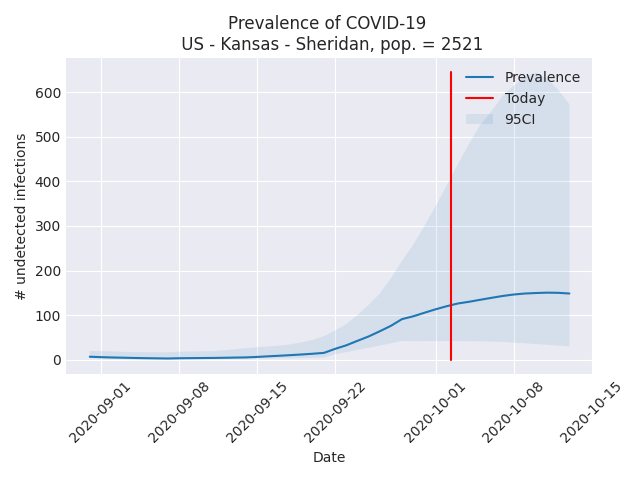 Prevalence of COVID-19
US - Kansas - Sheridan, pop. = 2521
Prevalence
Today
95CI
600
500
400
300
200
100
0
# undetected infections
2020-09-01
2020-09-08
2020-09-15
2020-09-22
2020-10-01
2020-10-08
2020-10-15
Date